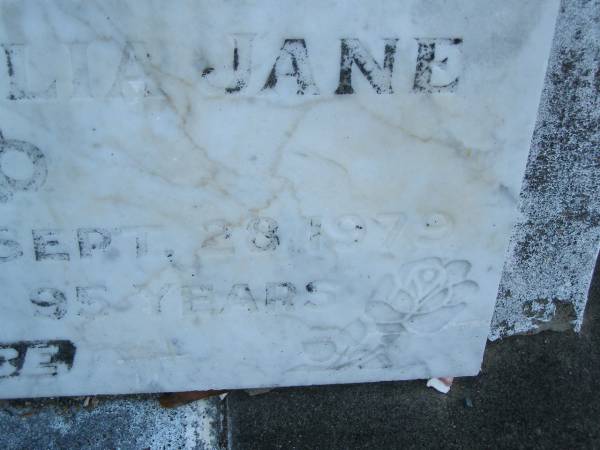 LIA JANE
SEPT. 28 1979
95 YEARS